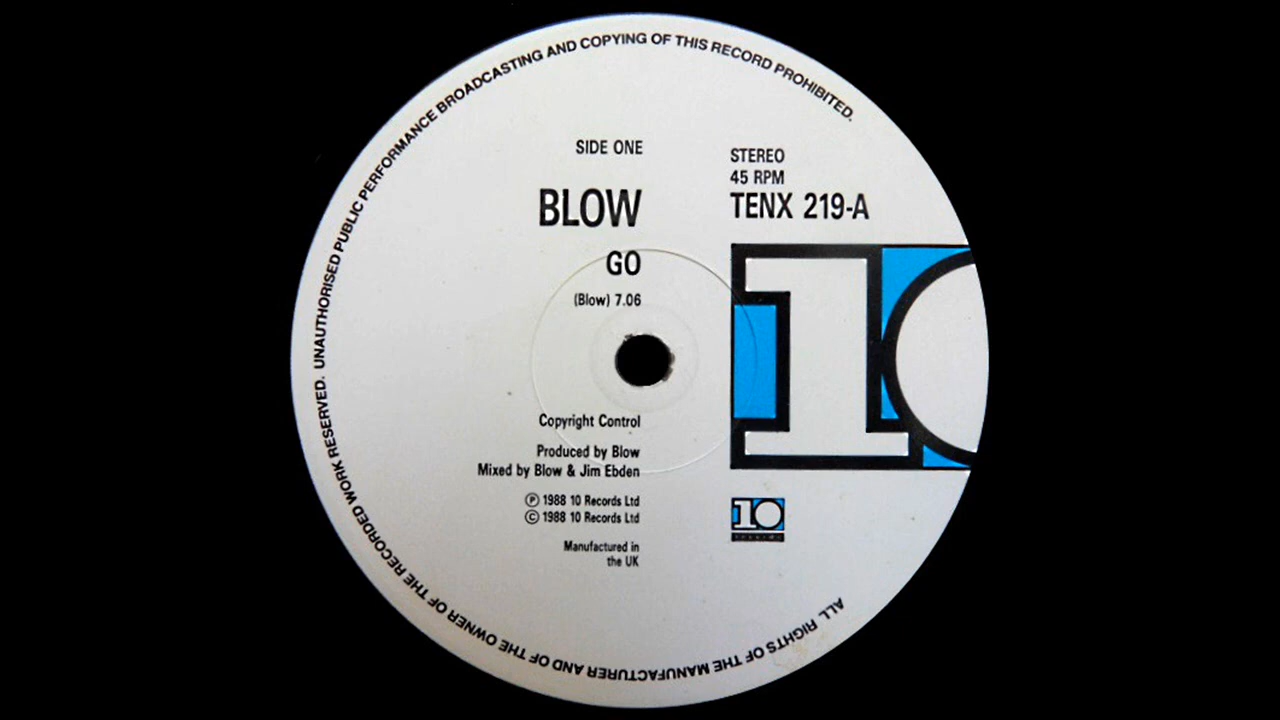 ALL RIGHTS OF THE MANUFACTURER AND OF THE OWNER OF THE RECORDED WORK RESERVED. UNAUTHORISED PUBLIC PERFORMANCE BROADCASTING AND COPYING OF THIS RECORD PROHIBITED.
SIDE ONE
BLOW
GO
(Blow) 7.06
Copyright Control
Produced by Blow
Mixed by Blow & Jim Ebden
Ⓟ 1988 10 Records Ltd
© 1988 10 Records Ltd
Manufactured in
the UK
STEREO
45 RPM
TENX 219-A
10
10